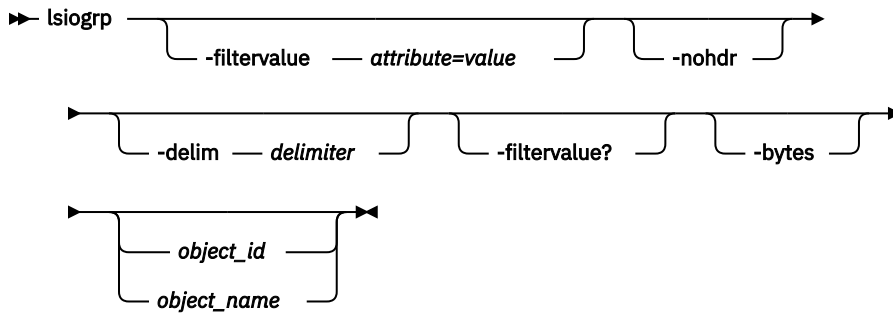 lsiogrp
-filtervalue attribute=value -nohdr
-delim delimiter -filtervalue? -bytes
object_id
object_name